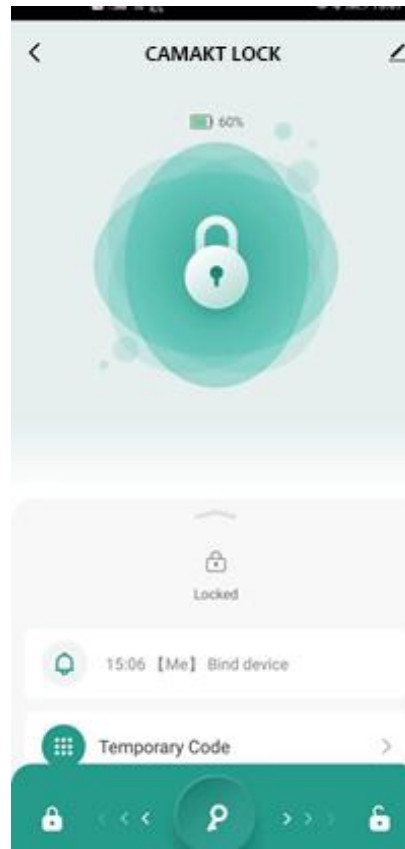 CAMAKT LOCK
60%
Locked
15:06 【Me】 Bind device
Temporary Code